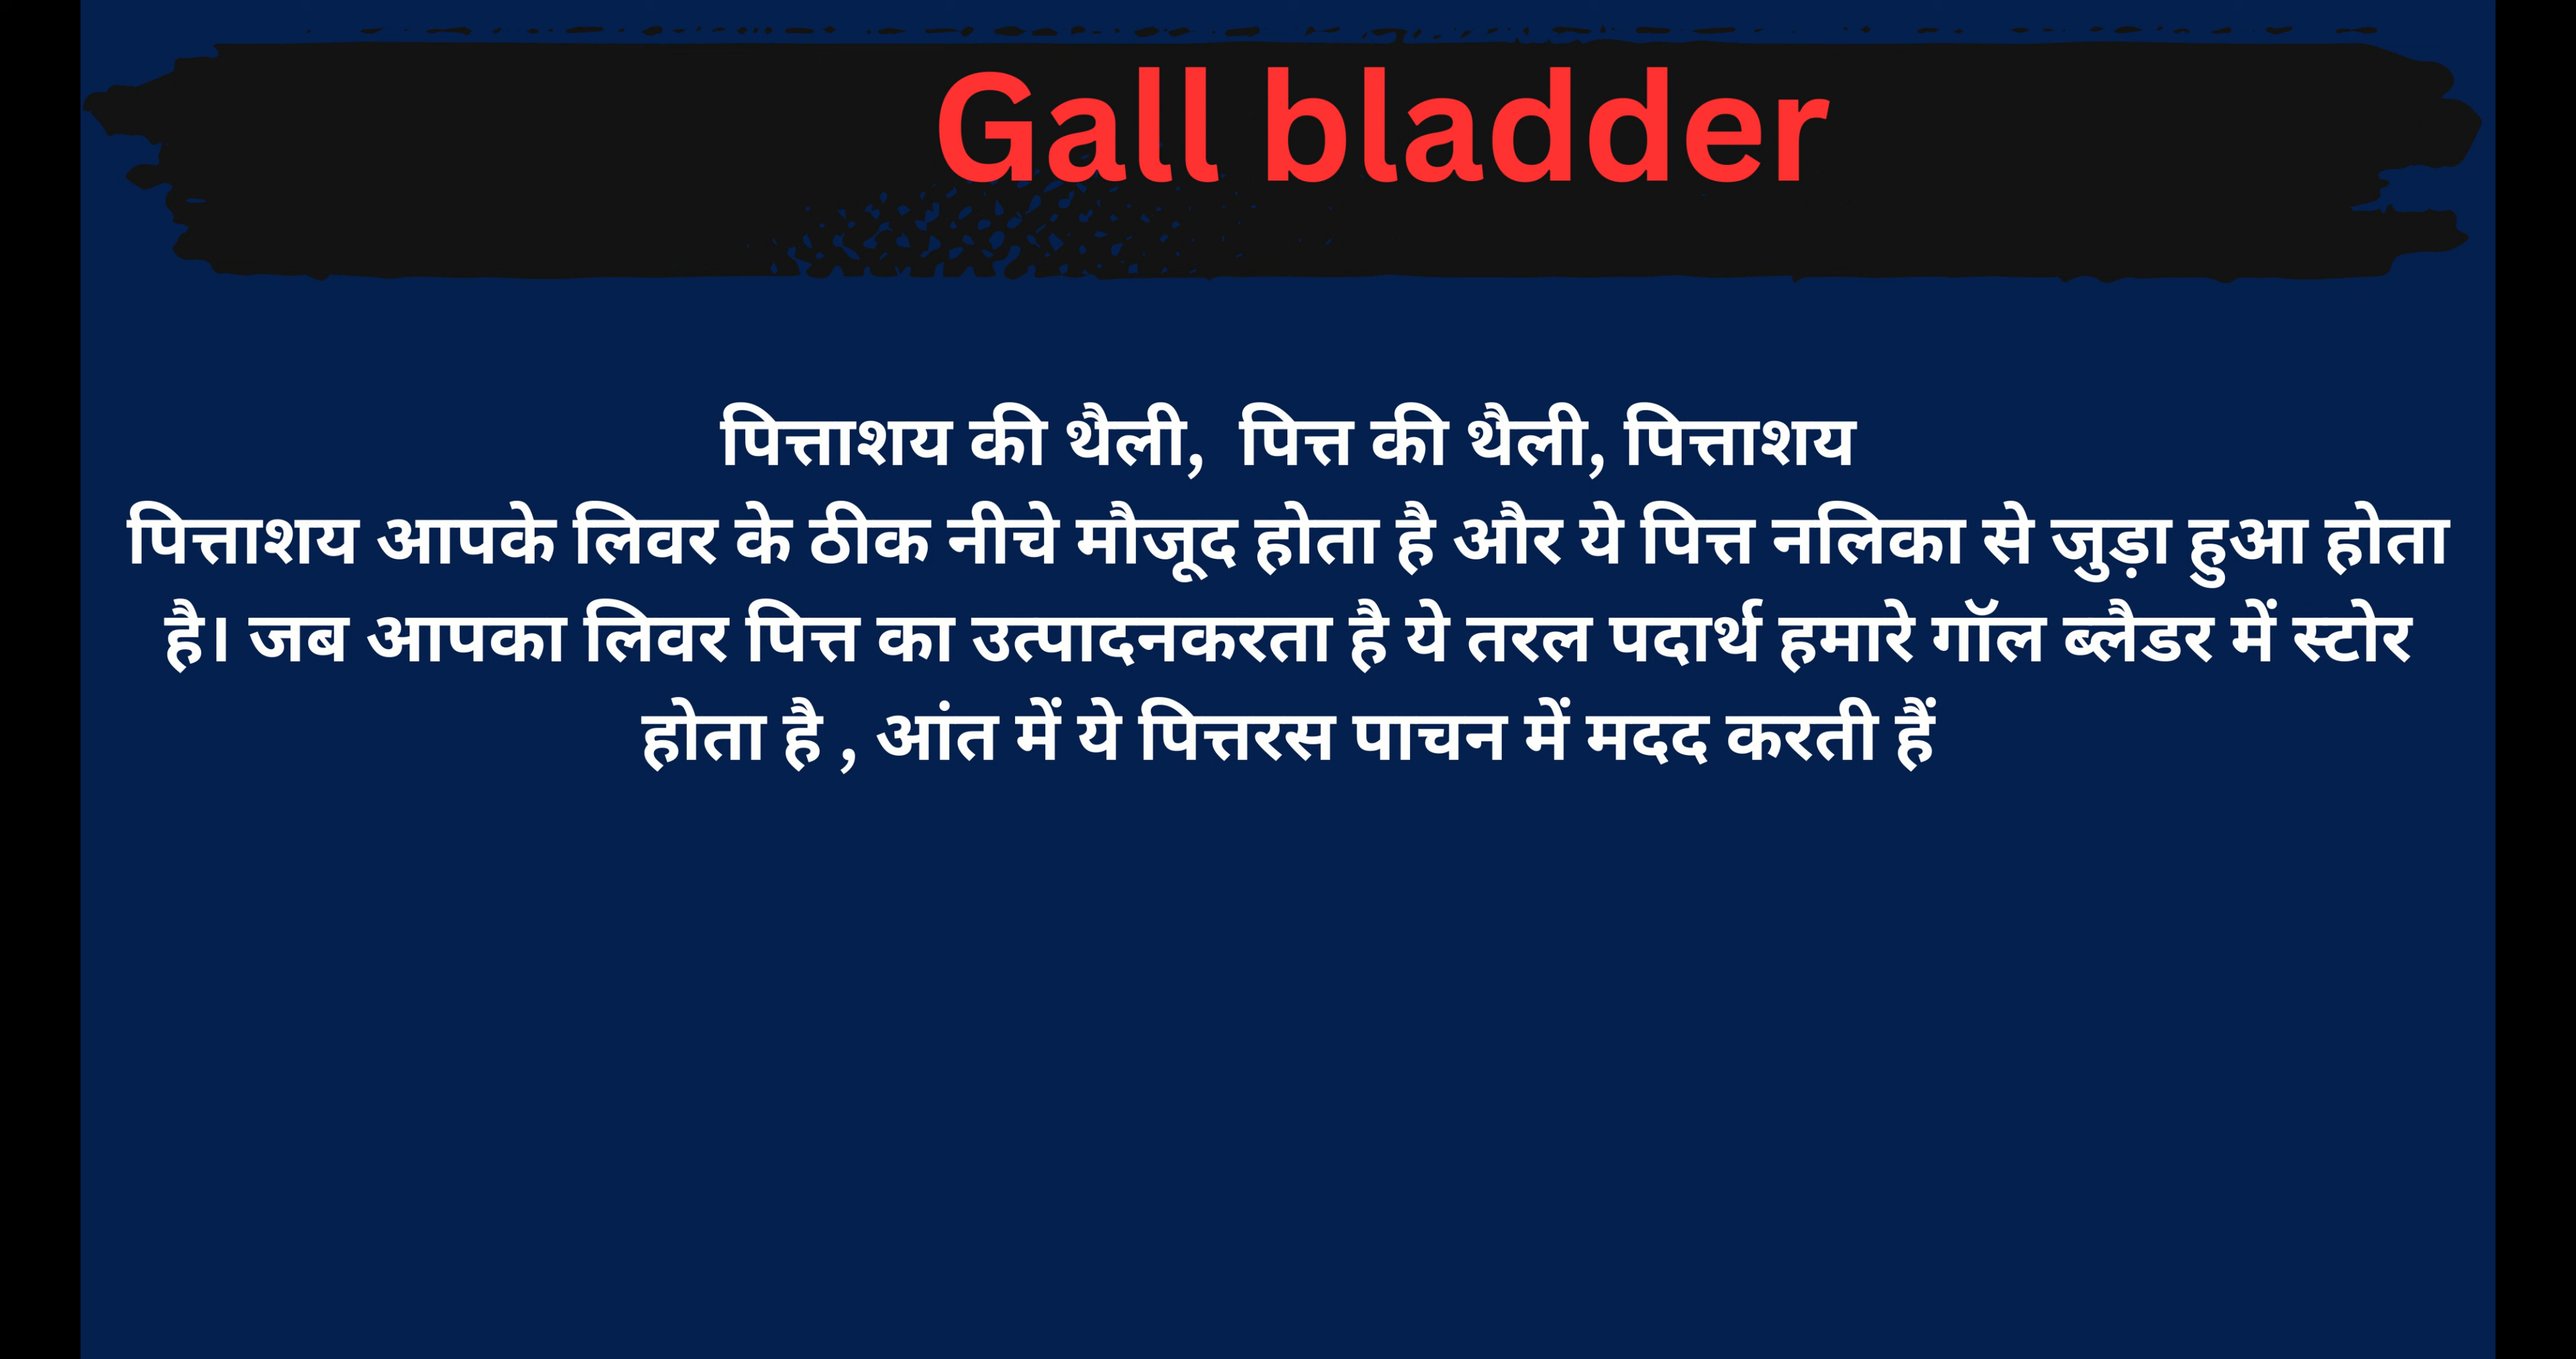 Gall bladder
पित्ताशय की थैली, पित्त की थैली, पित्ताशय
पित्ताशय आपके लिवर के ठीक नीचे मौजूद होता है और ये पित्त नलिका से जुड़ा हुआ होता
है। जब आपका लिवर पित्त का उत्पादनकरता है ये तरल पदार्थ हमारे गॉल ब्लैडर में स्टोर
होता है , आंत में ये पित्तरस पाचन में मदद करती हैं